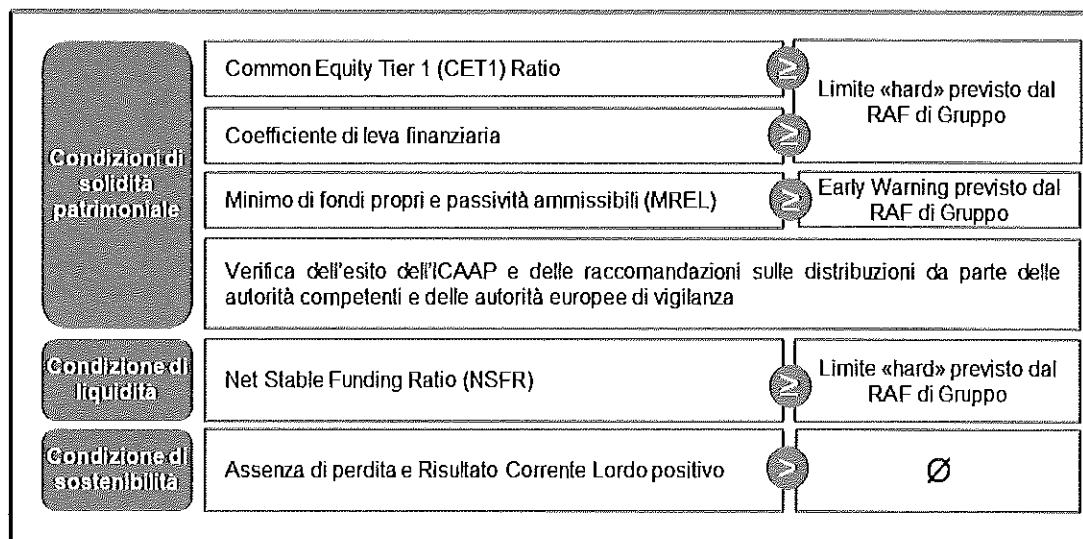 Condizioni di
solidità
patrimoniale
Common Equity Tier 1 (CET1) Ratio
≥
Limite «hard» previsto dal
RAF di Gruppo
Coefficiente di leva finanziaria
≥
Minimo di fondi propri e passività ammissibili (MREL)
≥
Early Warning previsto dal
RAF di Gruppo
Verifica dell'esito dell'ICAAP e delle raccomandazioni sulle distribuzioni da parte delle
autorità competenti e delle autorità europee di vigilanza
Condizione di
liquidità
Net Stable Funding Ratio (NSFR)
≥
Limite «hard» previsto dal
RAF di Gruppo
Condizione di
sostenibilità
Assenza di perdita e Risultato Corrente Lordo positivo
>
Ø